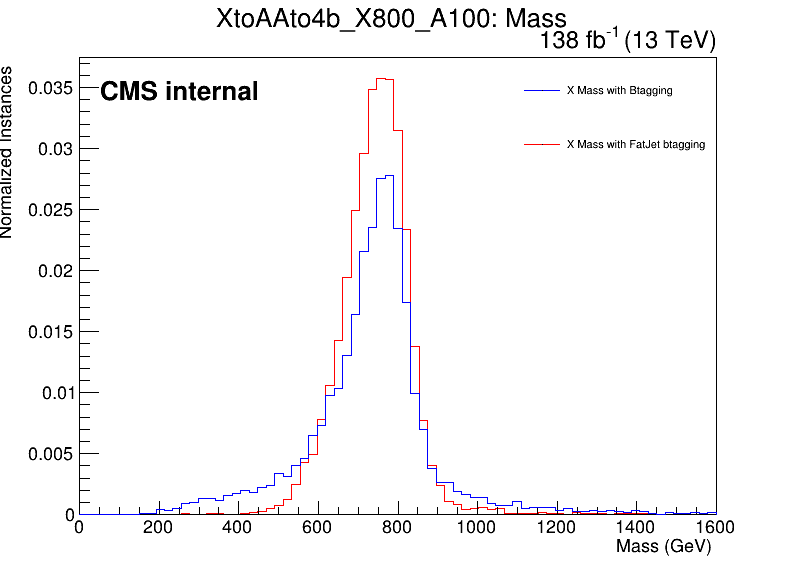 XtoAAto4b_X800_A100: Mass
138 fb-1 (13 TeV)
CMS internal
X Mass with Btagging
X Mass with FatJet btagging
Normalized Instances
0.035
0.03
0.025
0.02
0.015
0.01
0.005
0
0 200 400 600 800 1000 1200 1400 1600
Mass (GeV)